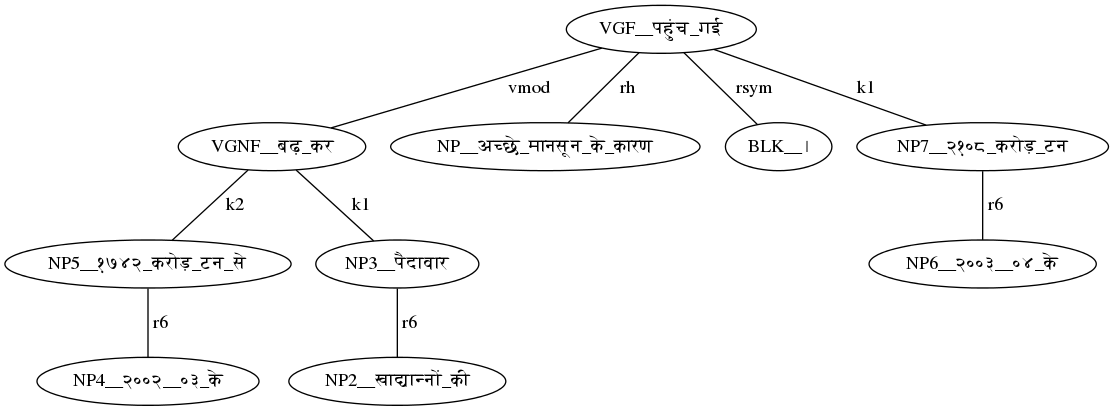 VGF__पहुंच_गई
vmod rh rsym k1
VGNF__बढ़_कर NP__अच्छे_मानसून_के_कारण BLK__। NP7__२१०८_करोड़_टन
k2 k1 r6
NP5__१७४२_करोड़_टन_से NP3__पैदावार NP6__२००३__०४_के
r6 r6
NP4__२००२__०३_के NP2__खाद्यान्नों_की